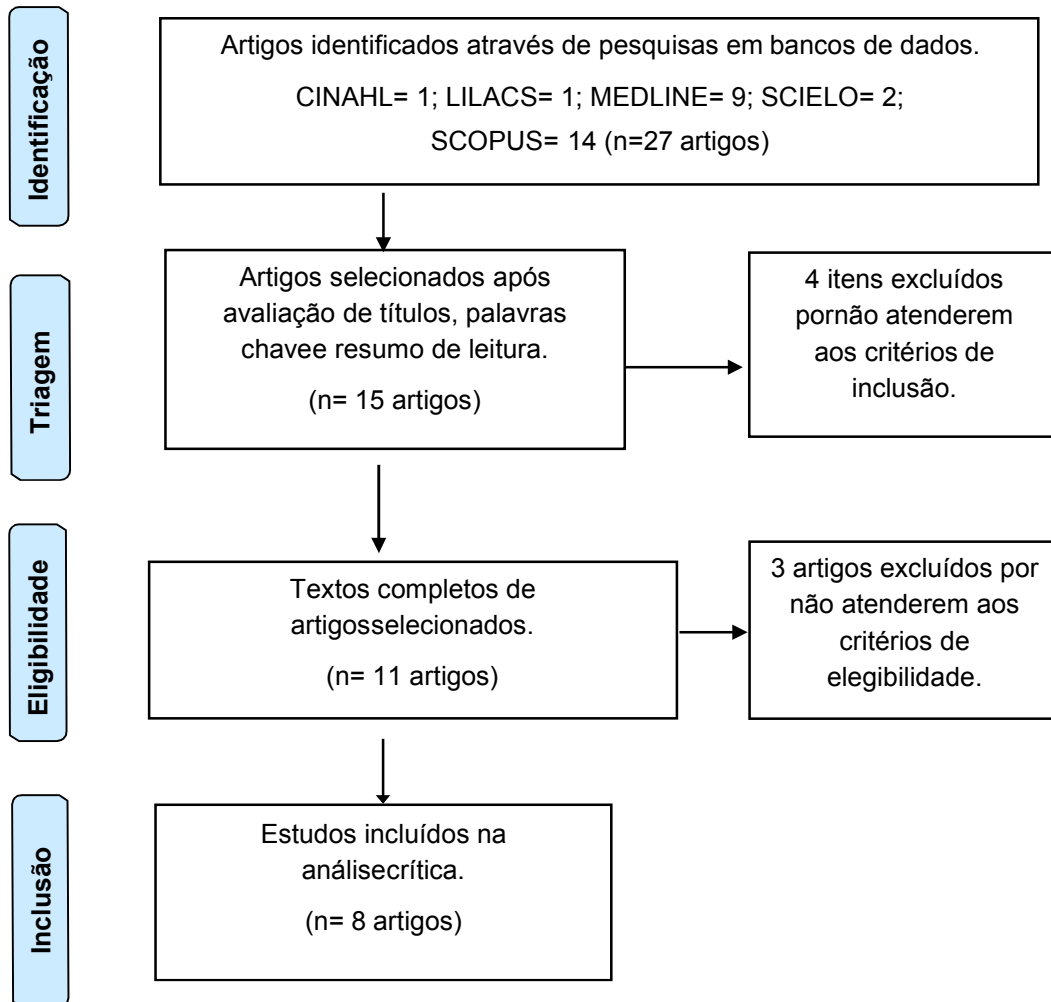 Identificação
Artigos identificados através de pesquisas em bancos de dados.
CINAHL= 1; LILACS= 1; MEDLINE= 9; SCIELO= 2;
SCOPUS= 14 (n=27 artigos)
Triagem
Artigos selecionados após
avaliação de títulos, palavras
chavee resumo de leitura.
(n= 15 artigos)
4 itens excluídos
pornão atenderem
aos critérios de
inclusão.
Eligibilidade
Textos completos de
artigosselecionados.
(n= 11 artigos)
3 artigos excluídos por
não atenderem aos
critérios de
elegibilidade.
Inclusão
Estudos incluídos na
análisecrítica.
(n= 8 artigos)